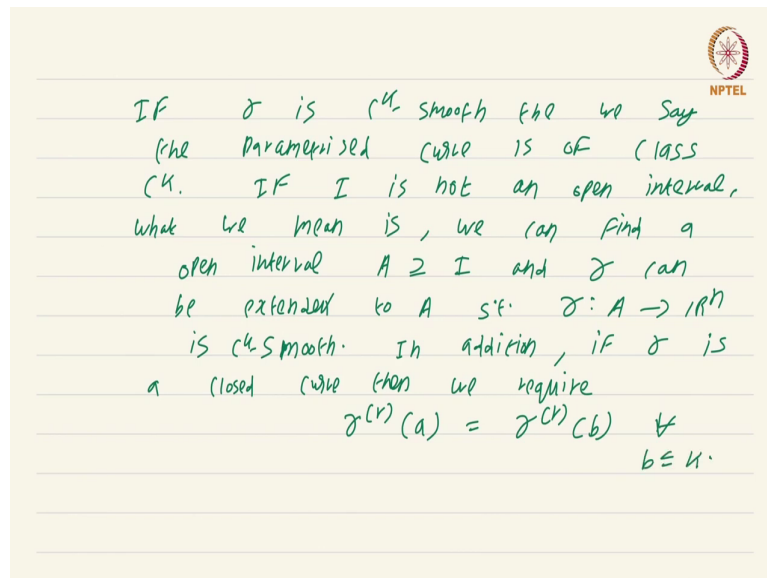 NPTEL
IF γ is C^k-smooth the we say
the parametrised curve is of class
C^k. IF I is not an open interval,
what we mean is, we can find a
open interval A ⊇ I and γ can
be extended to A s.t. γ: A → ℝ^n
is C^k-smooth. In addition, if γ is
a closed curve then we require
γ^(r) (a) = γ^(r) (b) ∀
b ≤ k.